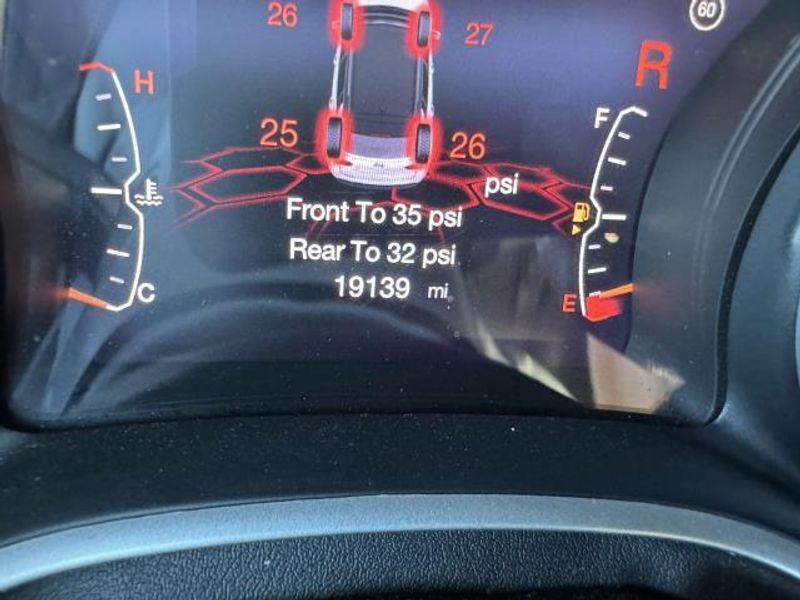 60
26
27
R
H
F
25
26
psi
Front To 35 psi
Rear To 32 psi
19139 mi
C
E